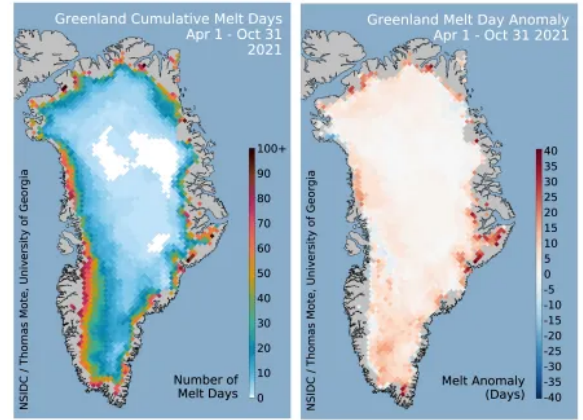 Greenland Cumulative Melt Days
Apr 1 - Oct 31
2021
100+
90
80
70
60
50
40
30
20
10
0
Number of
Melt Days
NSIDC / Thomas Mote, University of Georgia
Greenland Melt Day Anomaly
Apr 1 - Oct 31 2021
40
35
30
25
20
15
10
5
0
-5
-10
-15
-20
-25
-30
-35
-40
Melt Anomaly
(Days)
NSIDC / Thomas Mote, University of Georgia